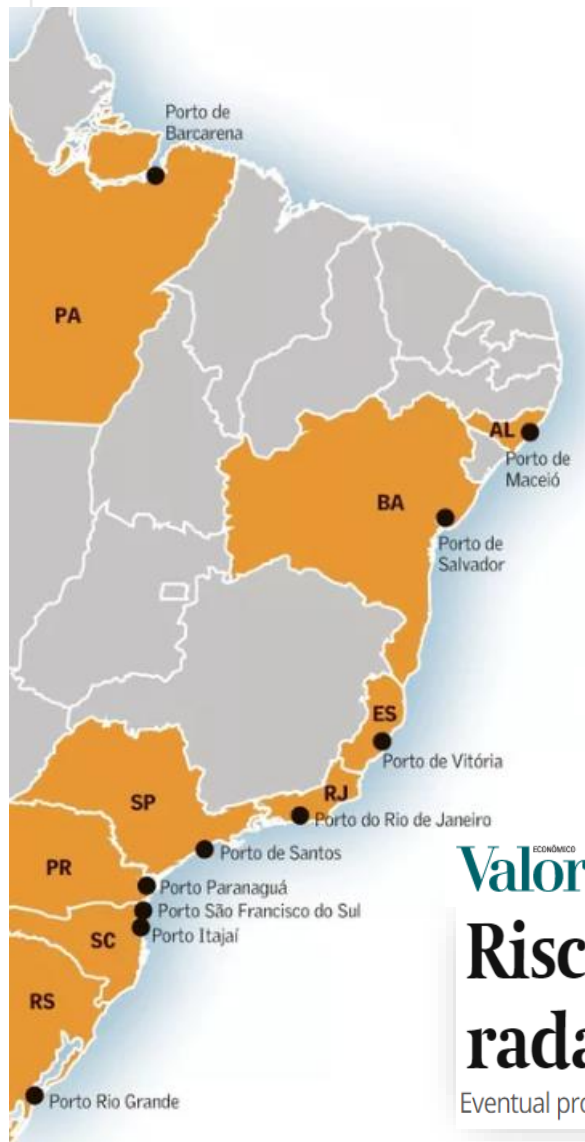 Porto de
Barcarena
PA
AL
Porto de
Maceió
BA
Porto de
Salvador
ES
Porto de Vitória
RJ
Porto do Rio de Janeiro
SP
Porto de Santos
PR
Porto Paranaguá
Porto São Francisco do Sul
SC
Porto Itajaí
RS
Porto Rio Grande
ECONÔMICO
Valor
Risc
rada
Eventual pro